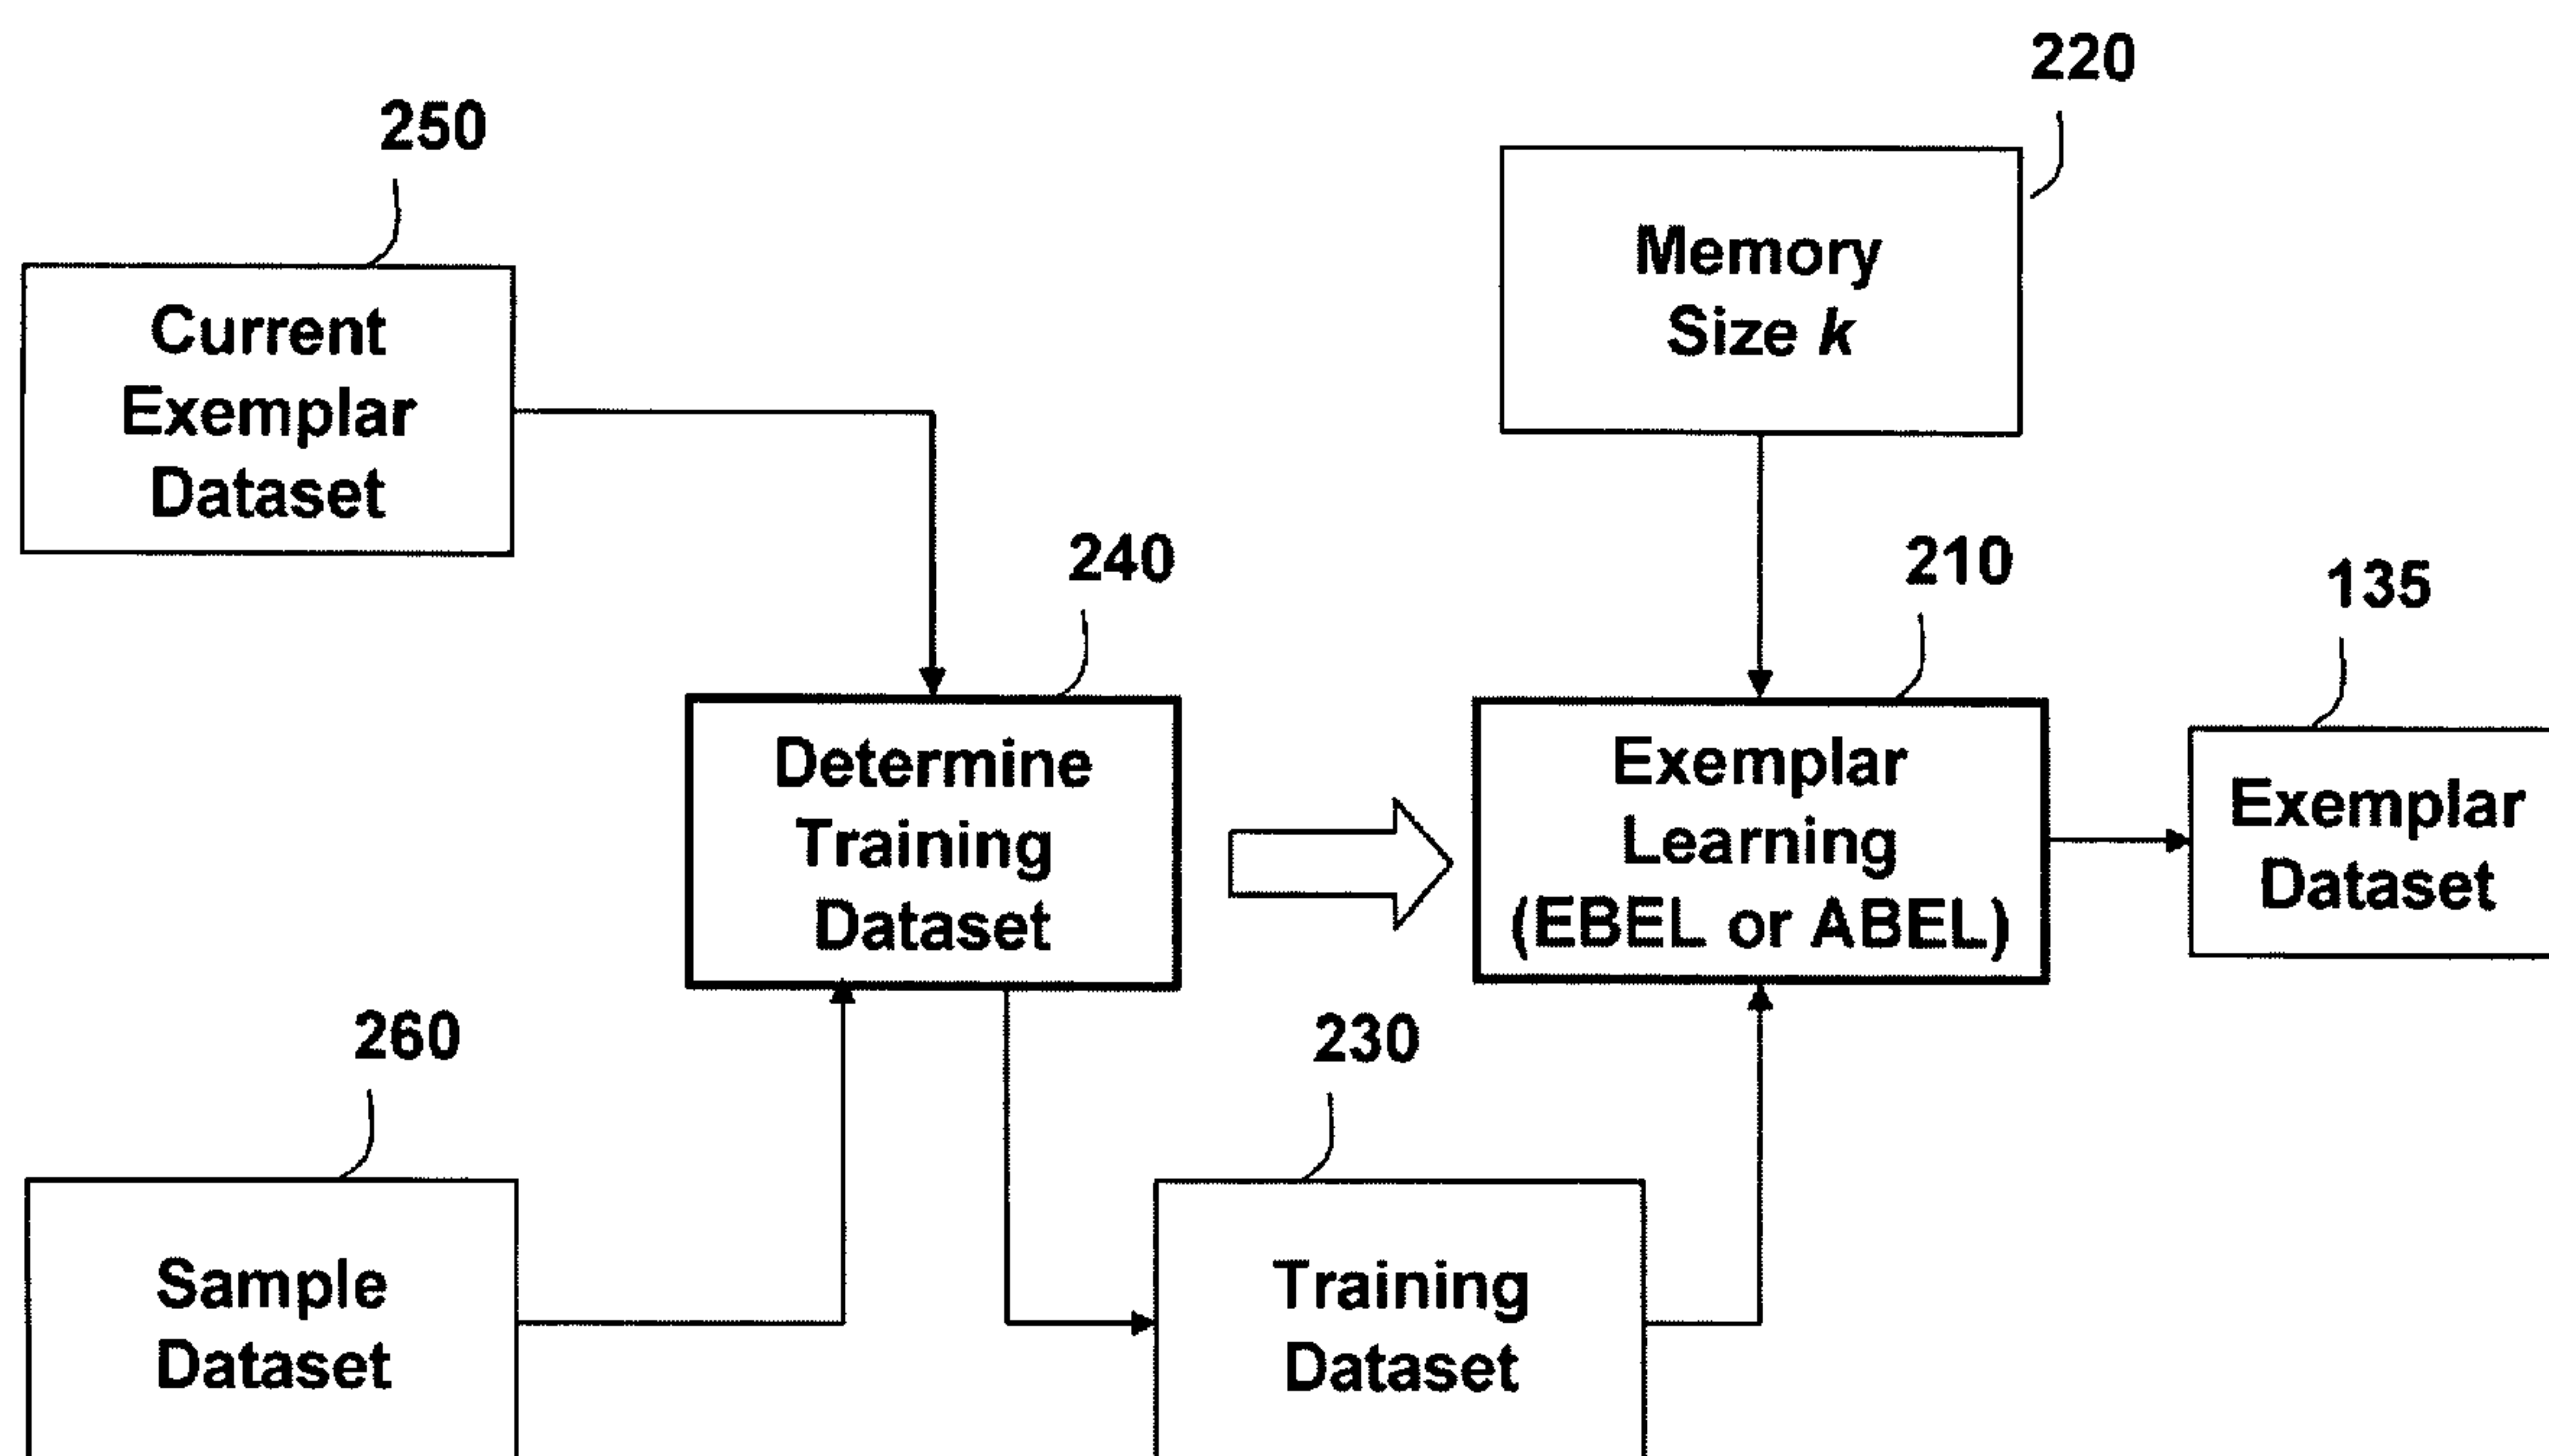 220
250
Memory
Size k
Current
Exemplar
Dataset
240
210
135
Determine
Training
Dataset
Exemplar
Learning
(EBEL or ABEL)
Exemplar
Dataset
260
230
Sample
Dataset
Training
Dataset